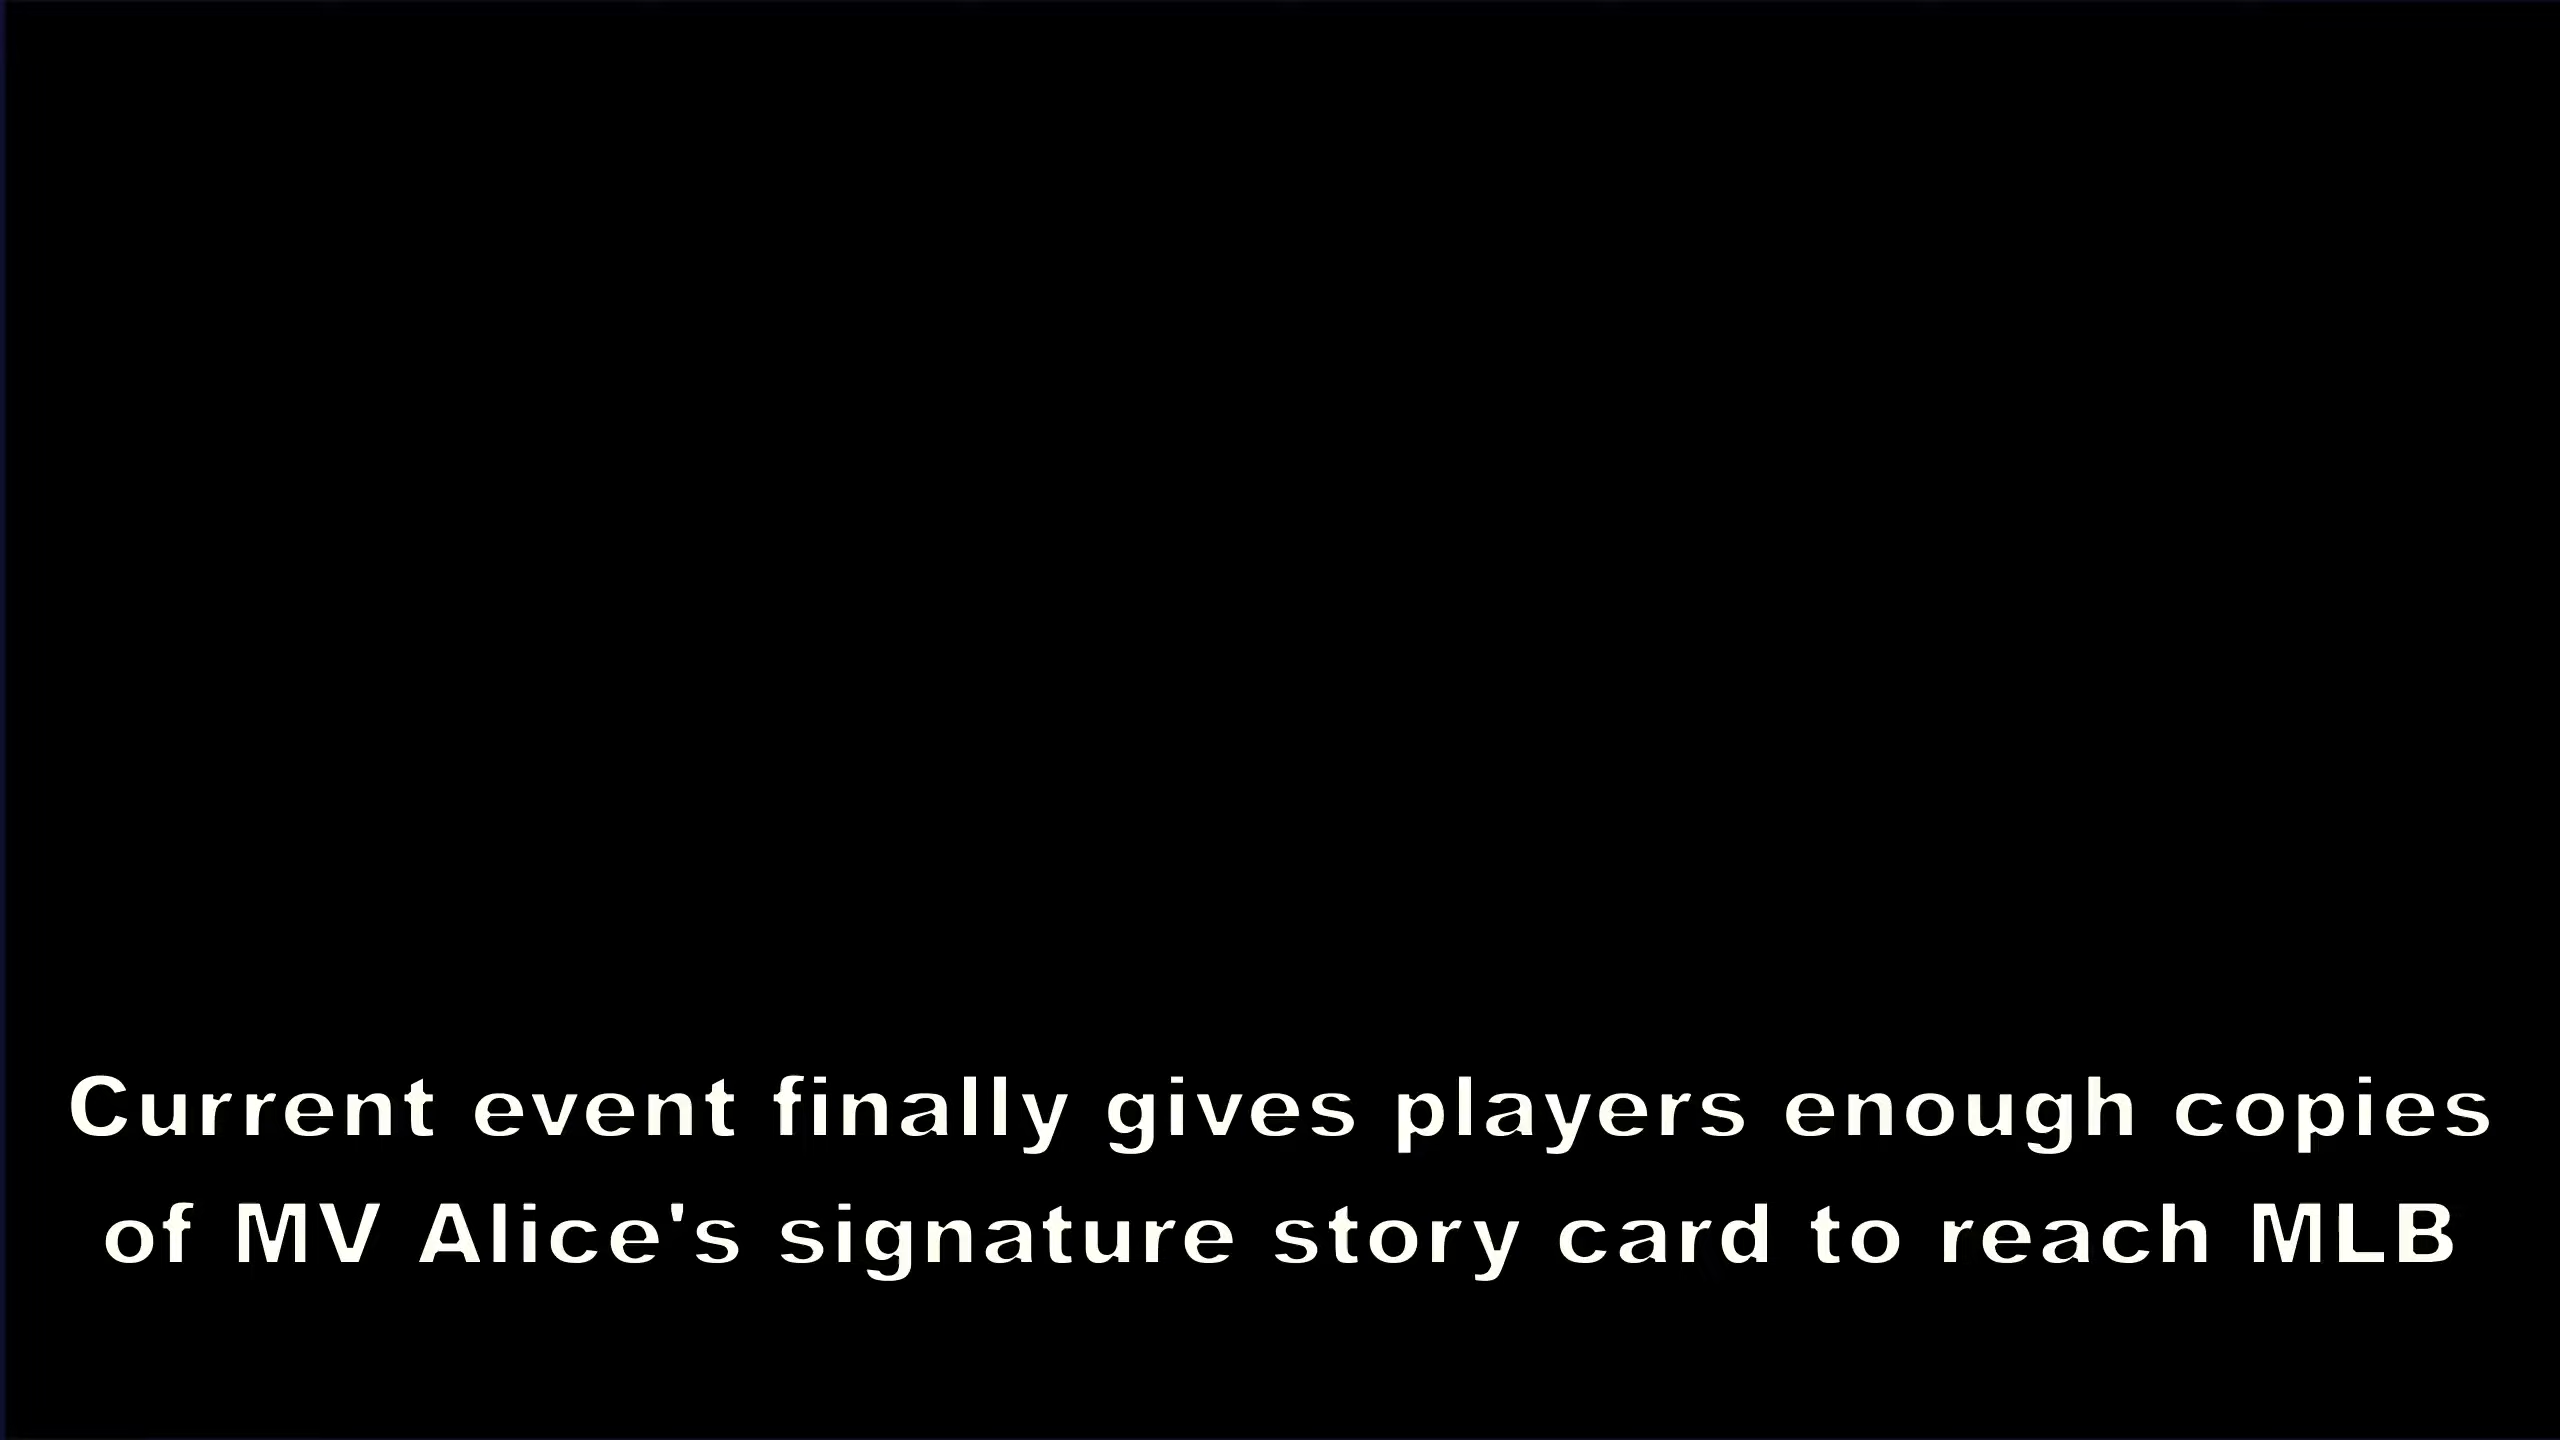 Current event finally gives players enough copies
of MV Alice's signature story card to reach MLB